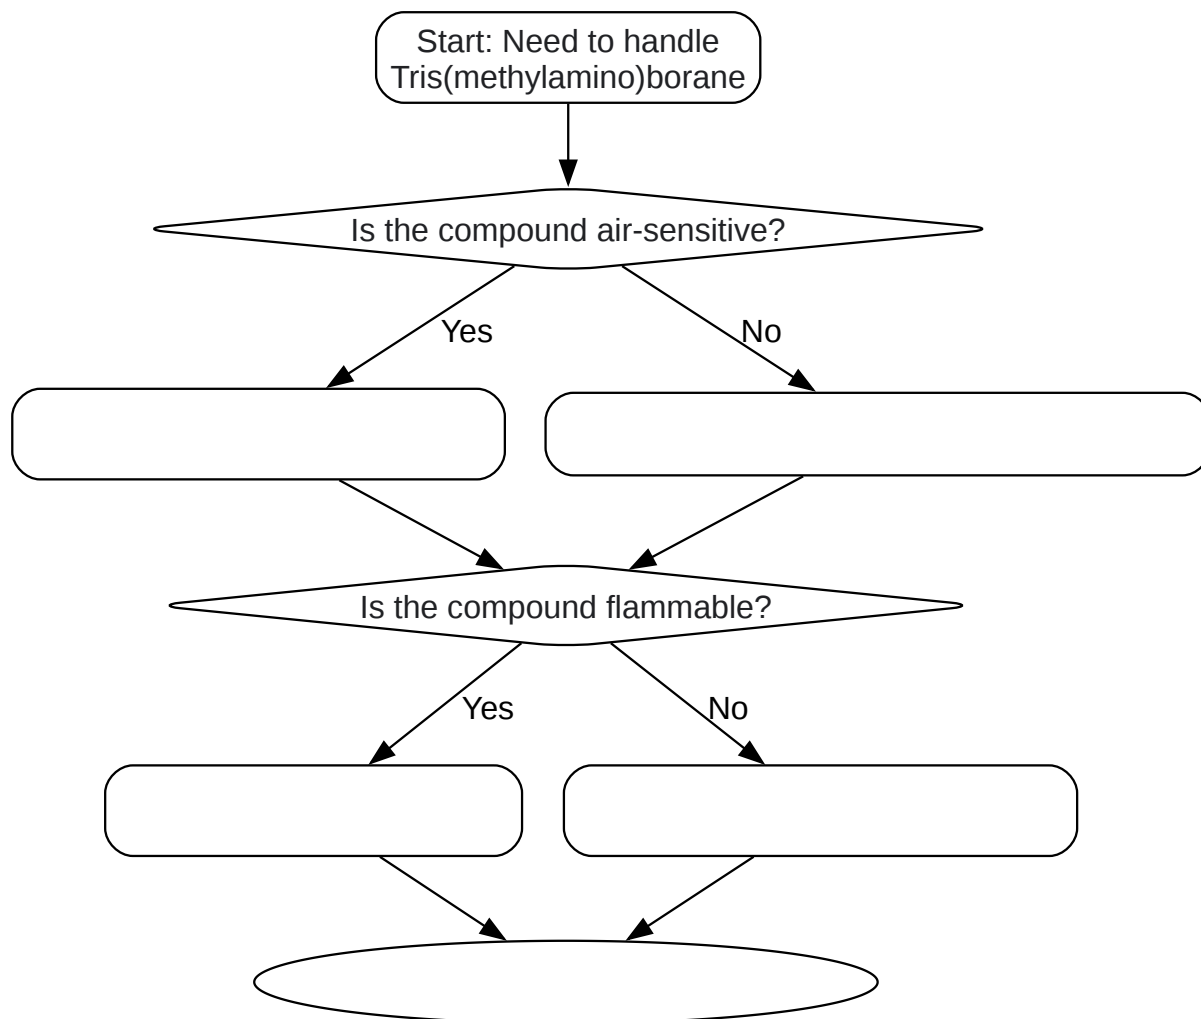 Start: Need to handle
Tris(methylamino)borane
Is the compound air-sensitive?
Yes
No
Is the compound flammable?
Yes
No